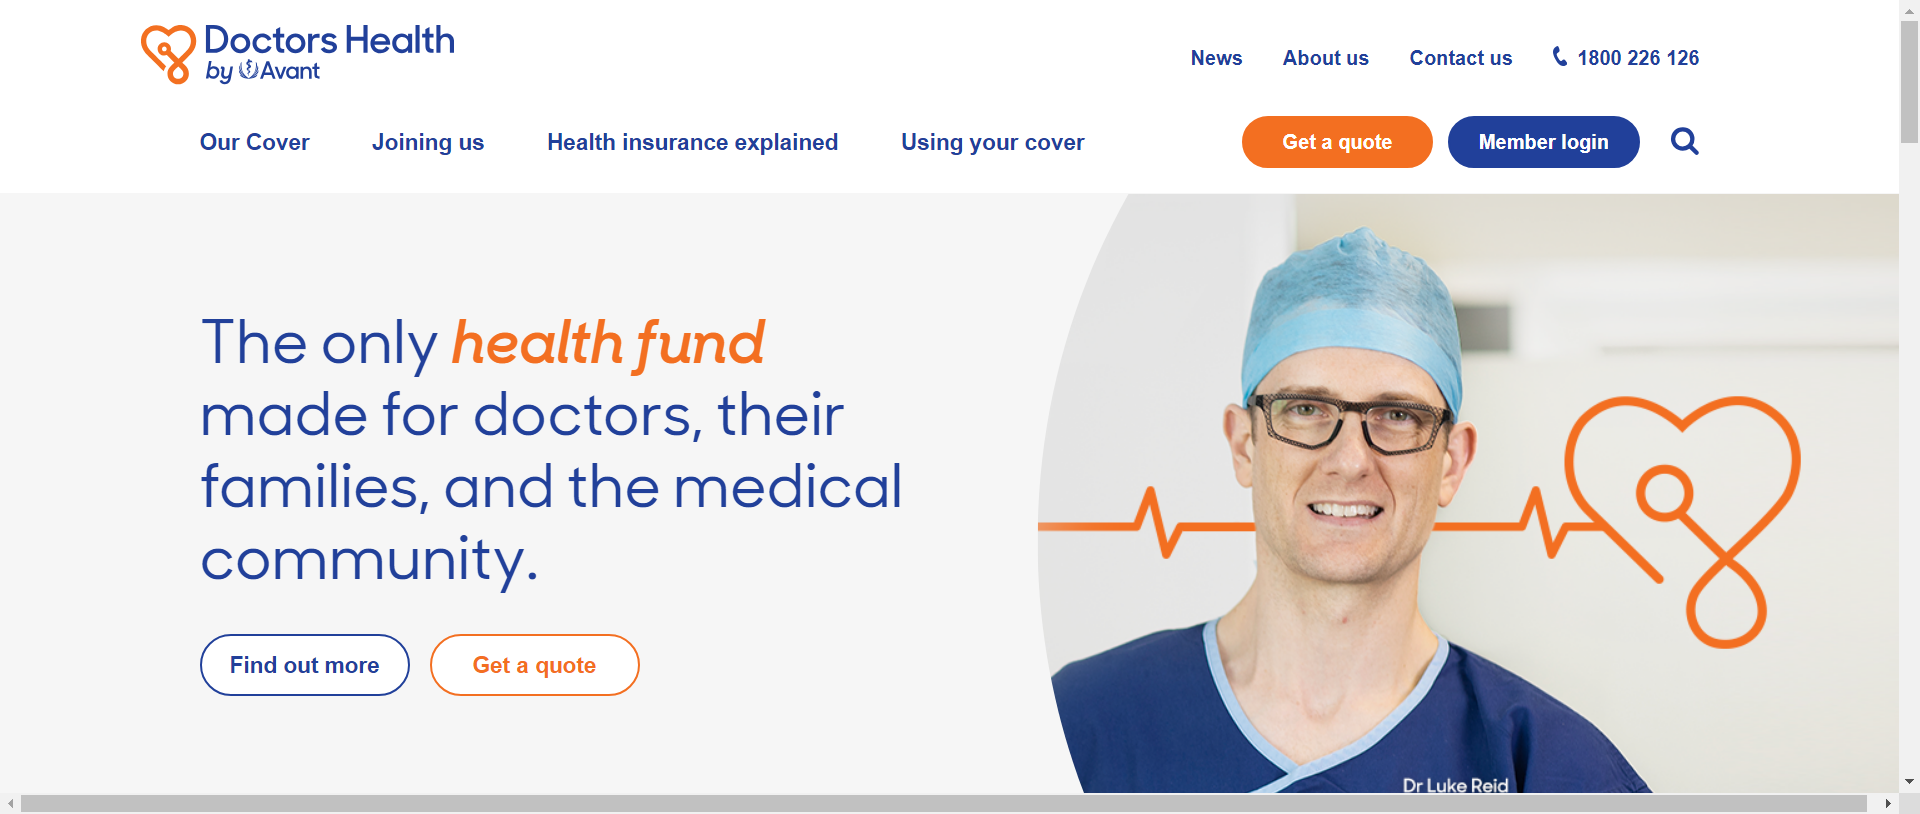 Doctors Health
by Avant
News About us Contact us 1800 226 126
Our Cover Joining us Health insurance explained Using your cover Get a quote Member login
The only health fund
made for doctors, their
families, and the medical
community.
Find out more Get a quote
Dr Luke Reid